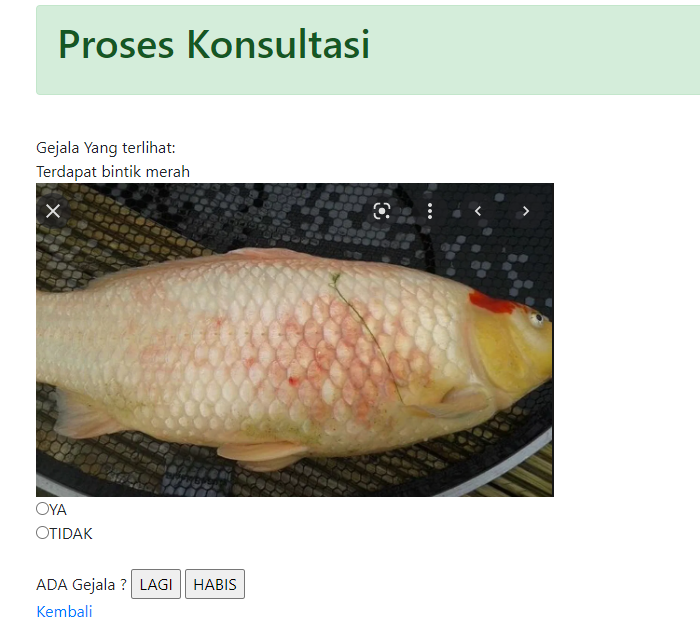 Proses Konsultasi
Gejala Yang terlihat:
Terdapat bintik merah
YA
TIDAK
ADA Gejala ? LAGI HABIS
Kembali